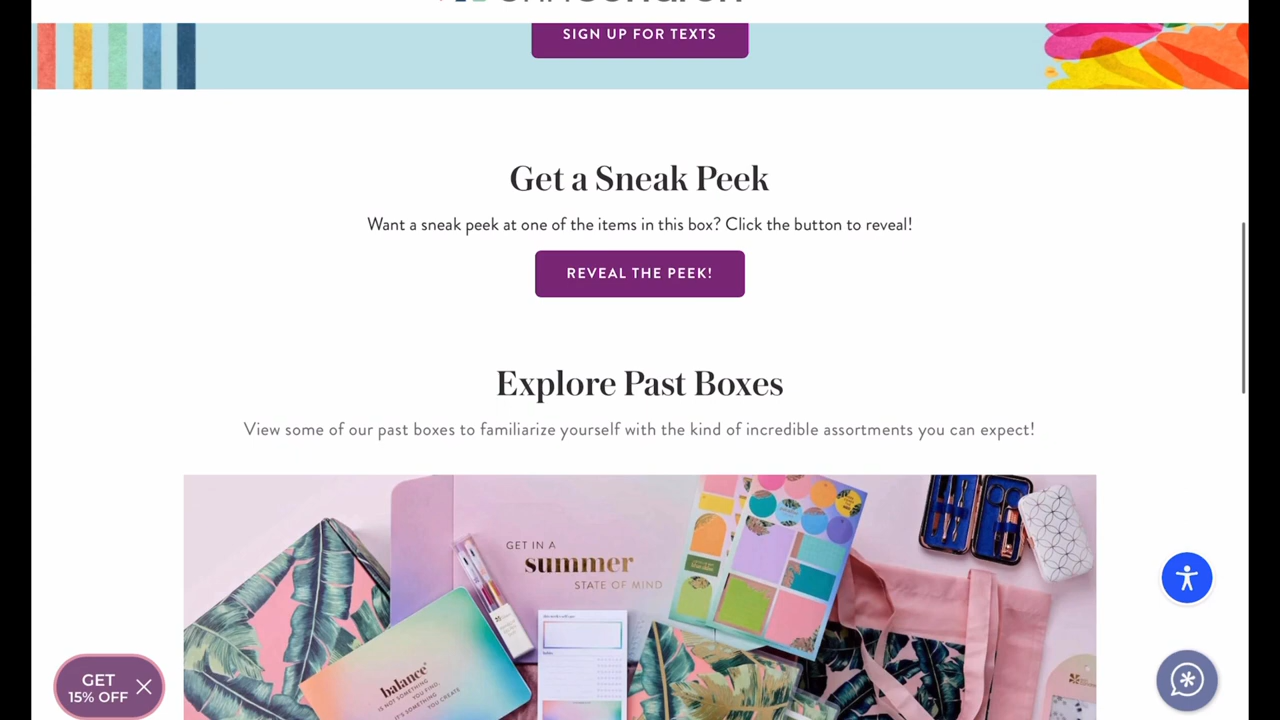 SIGN UP FOR TEXTS
Get a Sneak Peek
Want a sneak peek at one of the items in this box? Click the button to reveal!
REVEAL THE PEEK!
Explore Past Boxes
View some of our past boxes to familiarize yourself with the kind of incredible assortments you can expect!
GET IN A
summer
STATE OF MIND
balance
IS NOT SOMETHING
YOU FIND,
IT'S SOMETHING
YOU CREATE
GET
15% OFF